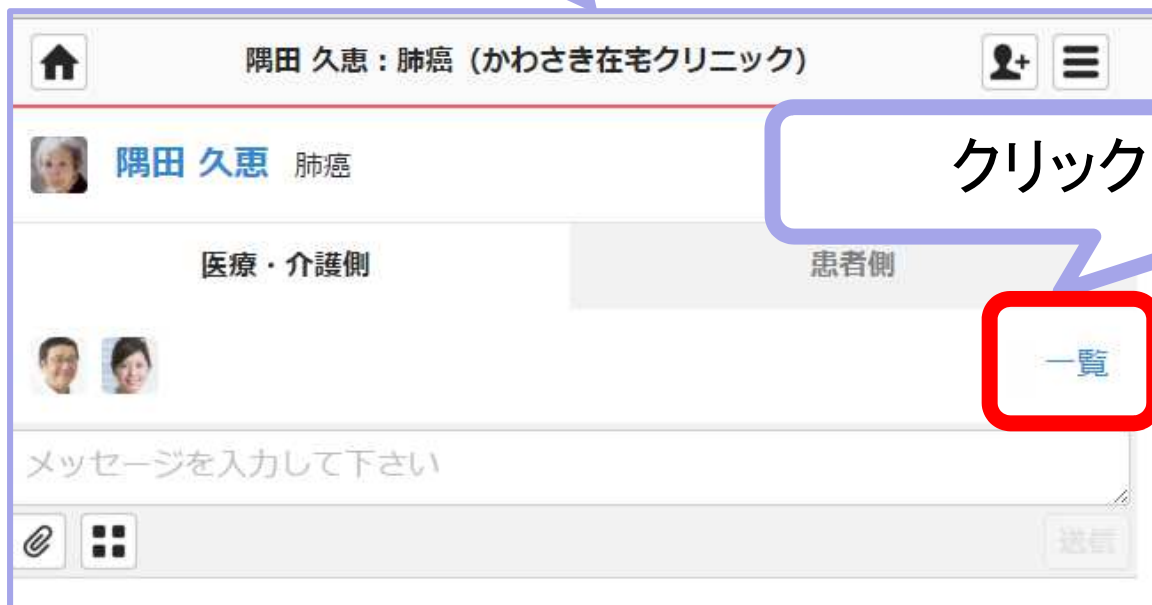 隅田 久恵：肺癌（かわさき在宅クリニック）
隅田 久恵 肺癌
クリック
医療・介護側 患者側
一覧
メッセージを入力して下さい
送信